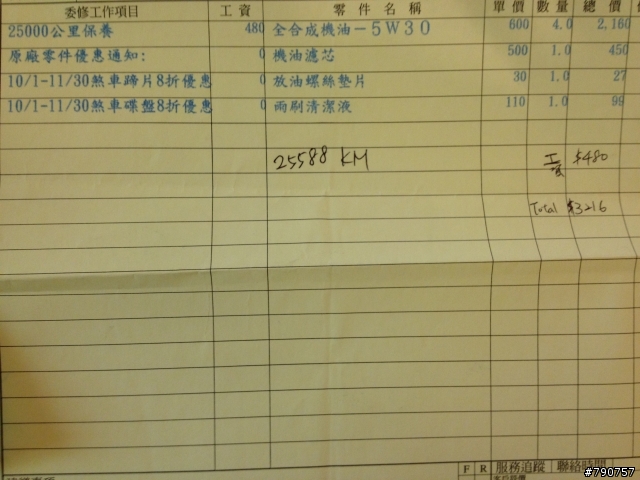 委修工作項目 工資 零件名稱 單價 數量 總價
25000公里保養 480 全合成機油-5W30 600 4.0 2,160
原廠零件優惠通知: 0 機油濾芯 500 1.0 450
10/1-11/30煞車蹄片8折優惠 0 放油螺絲墊片 30 1.0 27
10/1-11/30煞車碟盤8折優惠 0 雨刷清潔液 110 1.0 99
25588 KM 工資 $480
Total $3216
F R 服務追蹤 聯絡時間
#790757